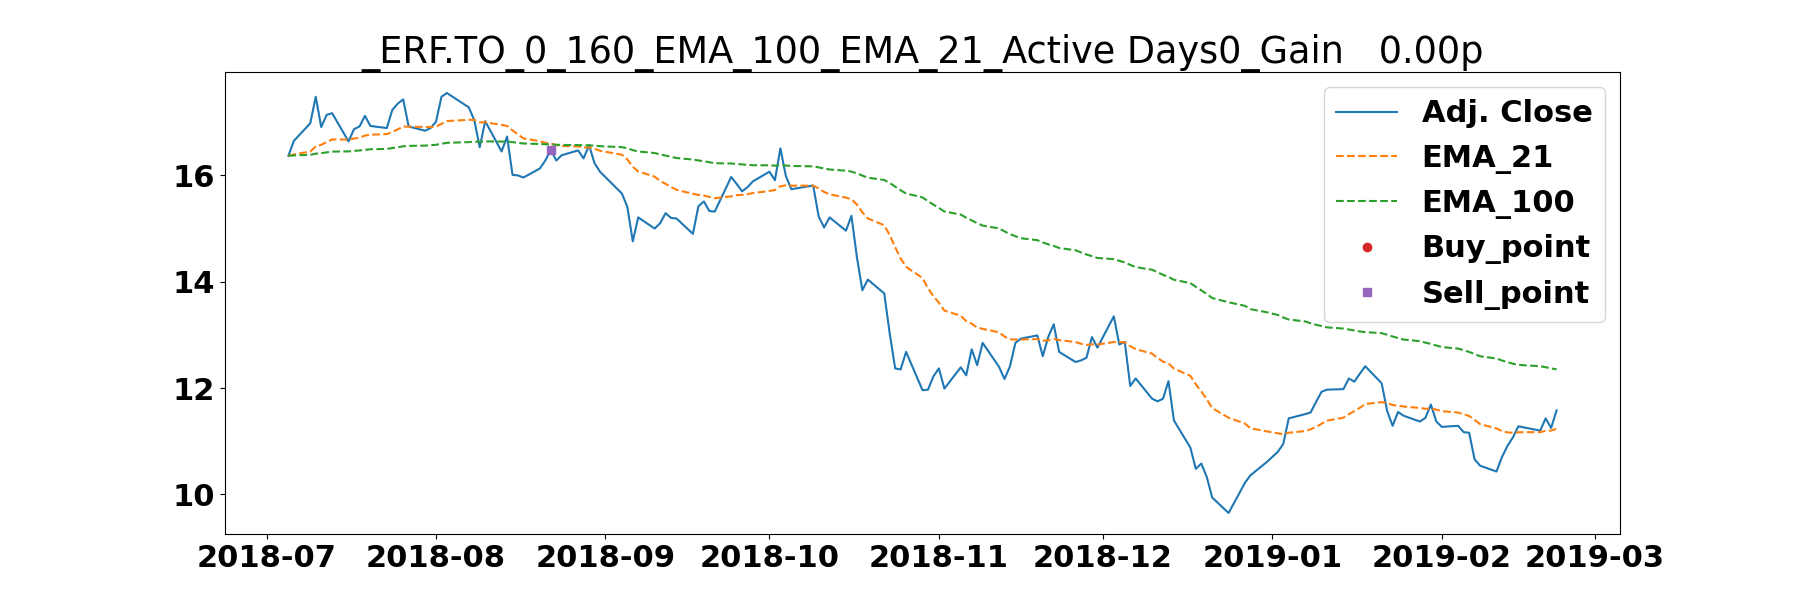 _ERF.TO_0_160_EMA_100_EMA_21_Active Days0_Gain   0.00p
Adj. Close
EMA_21
EMA_100
Buy_point
Sell_point
16
14
12
10
2018-07 2018-08 2018-09 2018-10 2018-11 2018-12 2019-01 2019-02 2019-03